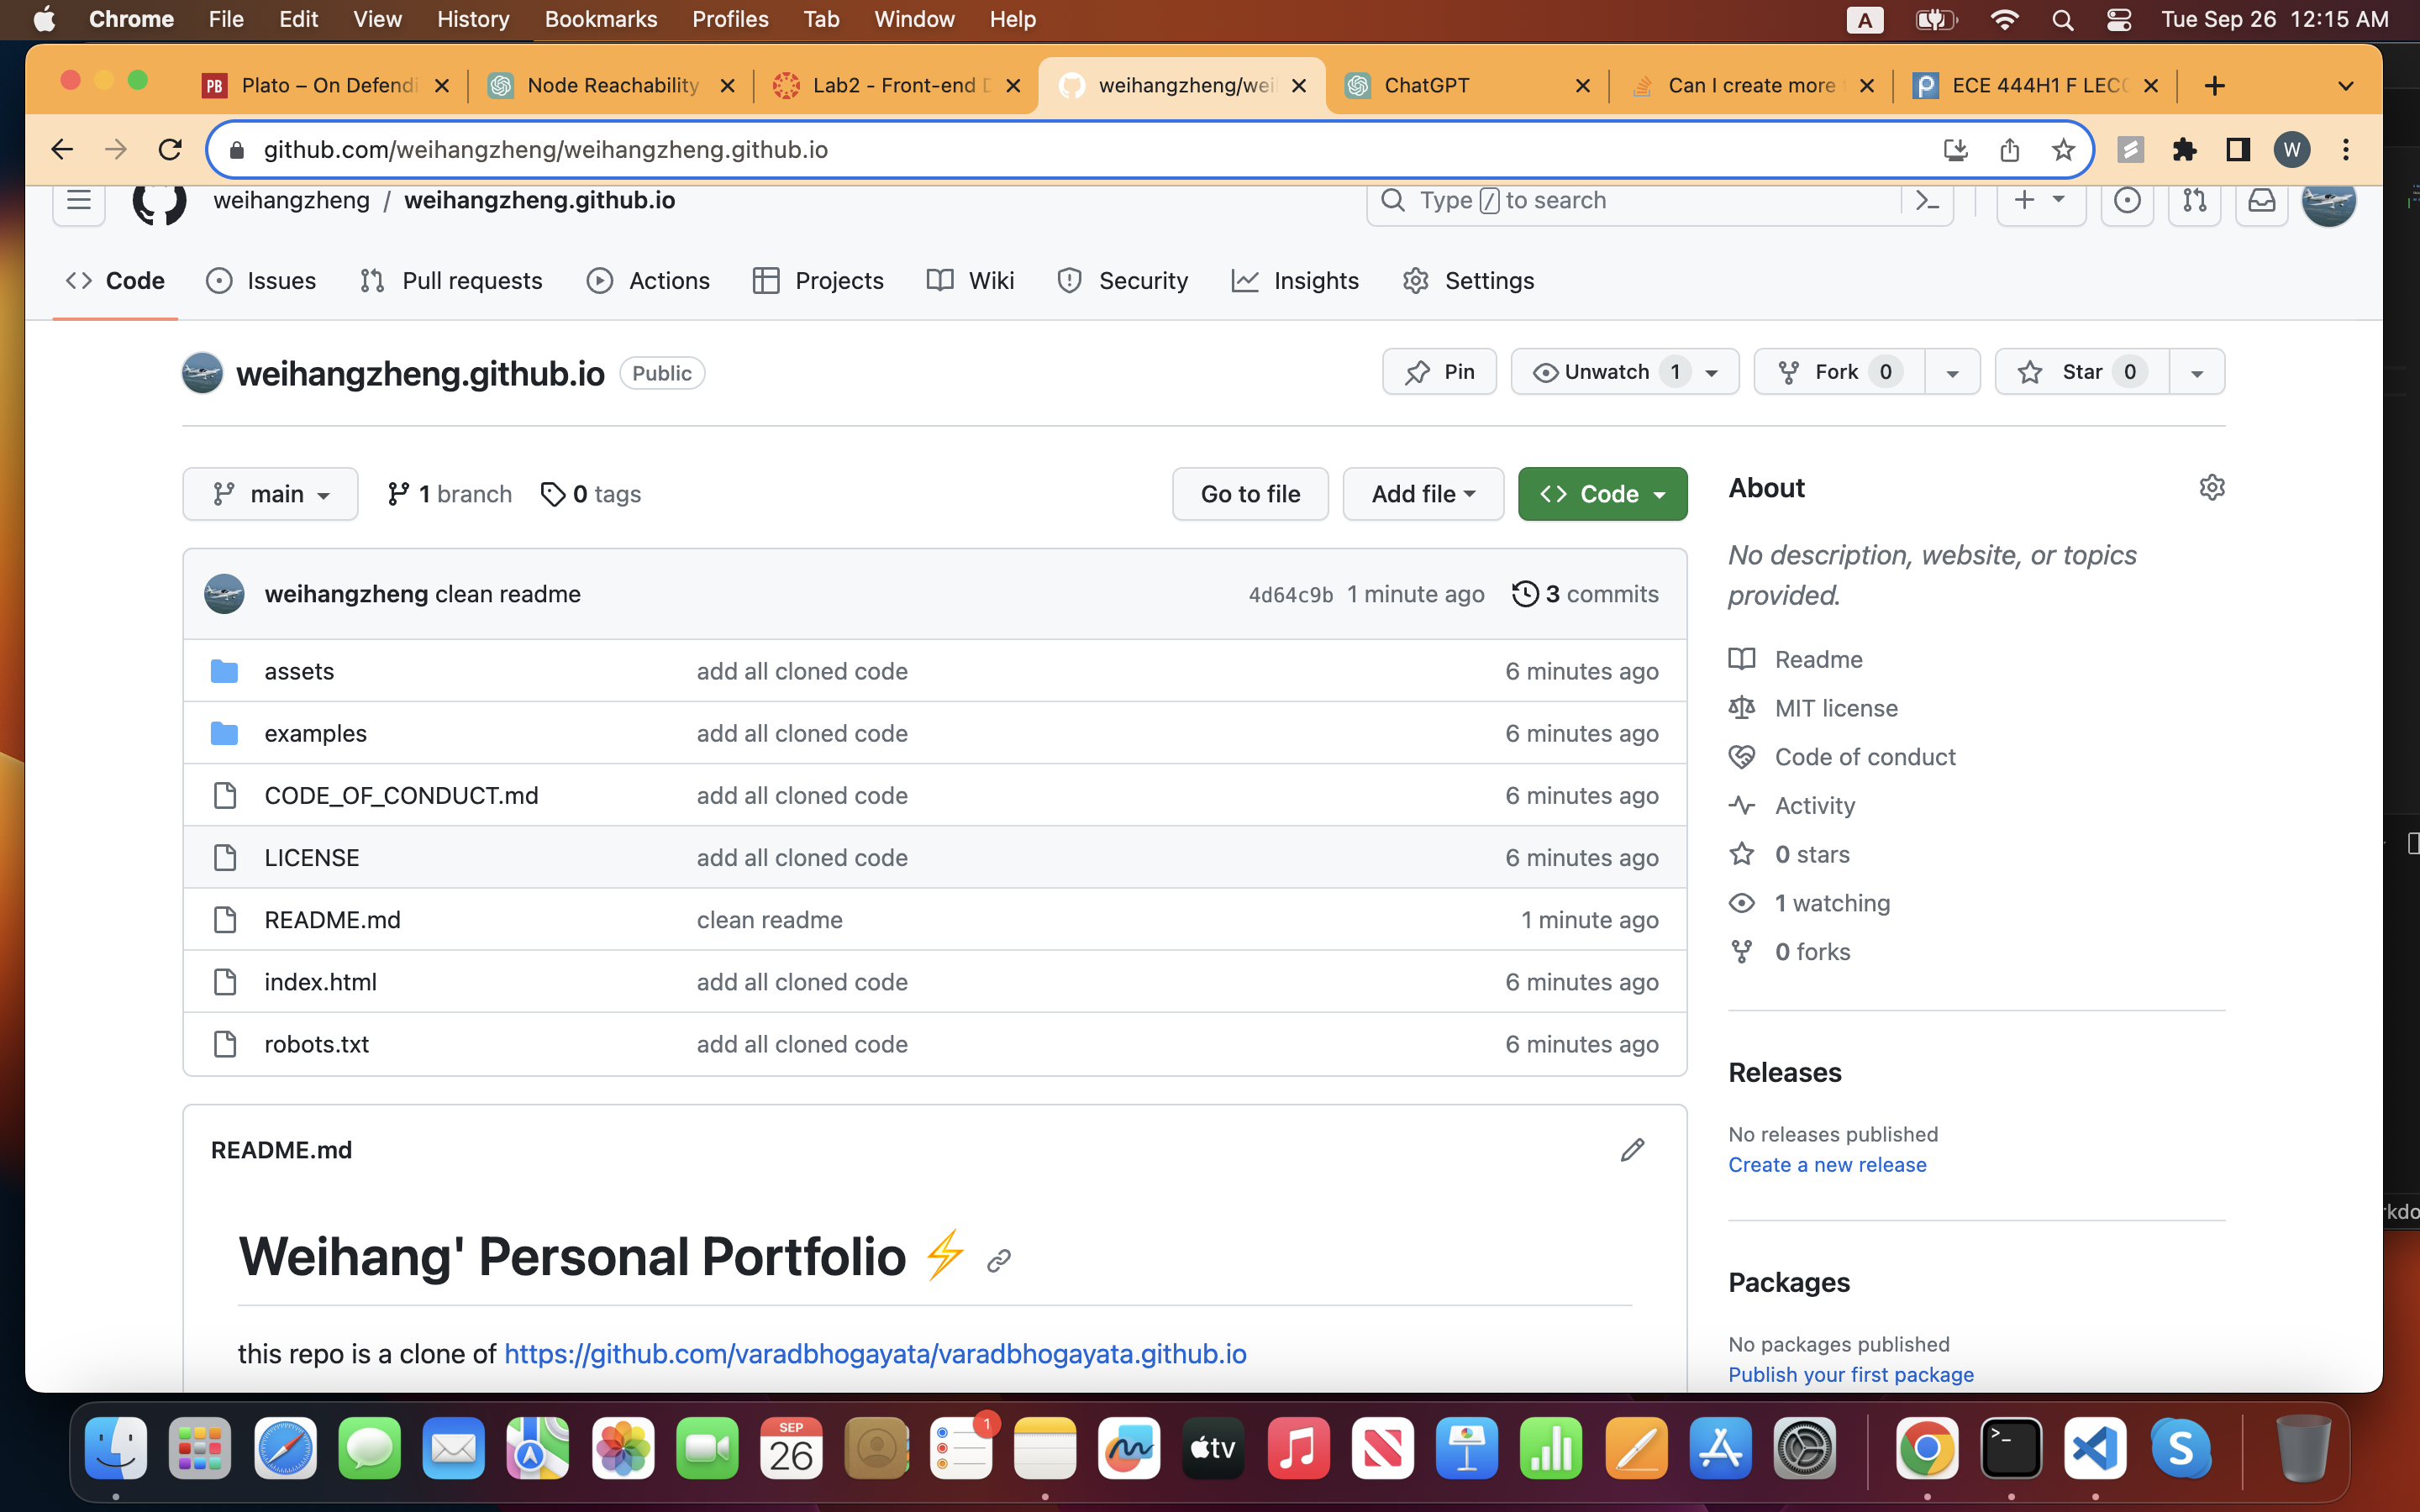 Chrome File Edit View History Bookmarks Profiles Tab Window Help A Tue Sep 26 12:15 AM
PB Plato – On Defendi Node Reachability Lab2 - Front-end D weihangzheng/wei ChatGPT Can I create more ECE 444H1 F LEC
github.com/weihangzheng/weihangzheng.github.io W
weihangzheng / weihangzheng.github.io Type / to search
Code Issues Pull requests Actions Projects Wiki Security Insights Settings
weihangzheng.github.io Public Pin Unwatch 1 Fork 0 Star 0
main 1 branch 0 tags Go to file Add file Code
weihangzheng clean readme 4d64c9b 1 minute ago 3 commits
assets add all cloned code 6 minutes ago
examples add all cloned code 6 minutes ago
CODE_OF_CONDUCT.md add all cloned code 6 minutes ago
LICENSE add all cloned code 6 minutes ago
README.md clean readme 1 minute ago
index.html add all cloned code 6 minutes ago
robots.txt add all cloned code 6 minutes ago
README.md
Weihang' Personal Portfolio ⚡
this repo is a clone of https://github.com/varadbhogayata/varadbhogayata.github.io
About
No description, website, or topics
provided.
Readme
MIT license
Code of conduct
Activity
0 stars
1 watching
0 forks
Releases
No releases published
Create a new release
Packages
No packages published
Publish your first package
rkdo
SEP
26
1
tv